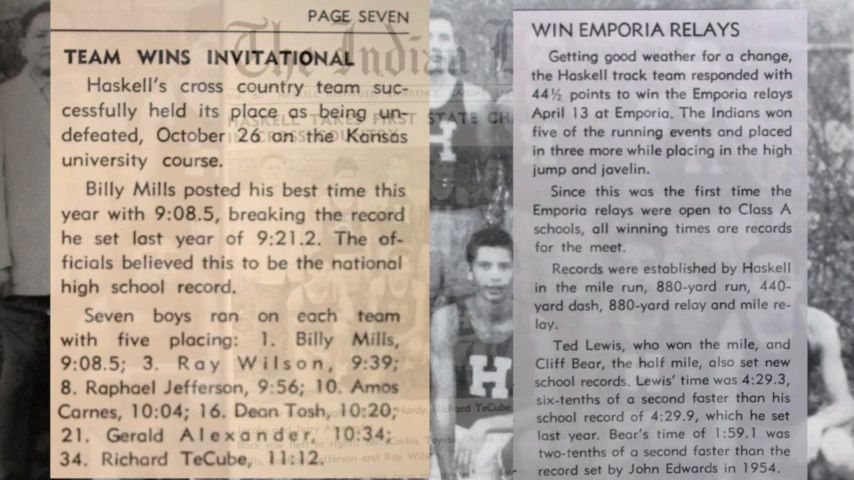 PAGE SEVEN
TEAM WINS INVITATIONAL
Haskell's cross country team suc-
cessfully held its place as being un-
defeated, October 26 on the Kansas
university course.
Billy Mills posted his best time this
year with 9:08.5, breaking the record
he set last year of 9:21.2. The of-
ficials believed this to be the national
high school record.
Seven boys ran on each team
with five placing: 1. Billy Mills,
9:08.5; 3. Ray Wilson, 9:39;
8. Raphael Jefferson, 9:56; 10. Amos
Carnes, 10:04; 16. Dean Tosh, 10:20;
21. Gerald Alexander, 10:34;
34. Richard TeCube, 11:12.
WIN EMPORIA RELAYS
Getting good weather for a change,
the Haskell track team responded with
44½ points to win the Emporia relays
April 13 at Emporia. The Indians won
five of the running events and placed
in three more while placing in the high
jump and javelin.
Since this was the first time the
Emporia relays were open to Class A
schools, all winning times are records
for the meet.
Records were established by Haskell
in the mile run, 880-yard run, 440-
yard dash, 880-yard relay and mile re-
lay.
Ted Lewis, who won the mile, and
Cliff Bear, the half mile, also set new
school records. Lewis' time was 4:29.3,
six-tenths of a second faster than his
school record of 4:29.9, which he set
last year. Bear's time of 1:59.1 was
two-tenths of a second faster than the
record set by John Edwards in 1954.
The Indian
HASKELL TAKES FIRST STATE
IN CROSS COUNTRY
H
H
Hardy, Richard TeCube